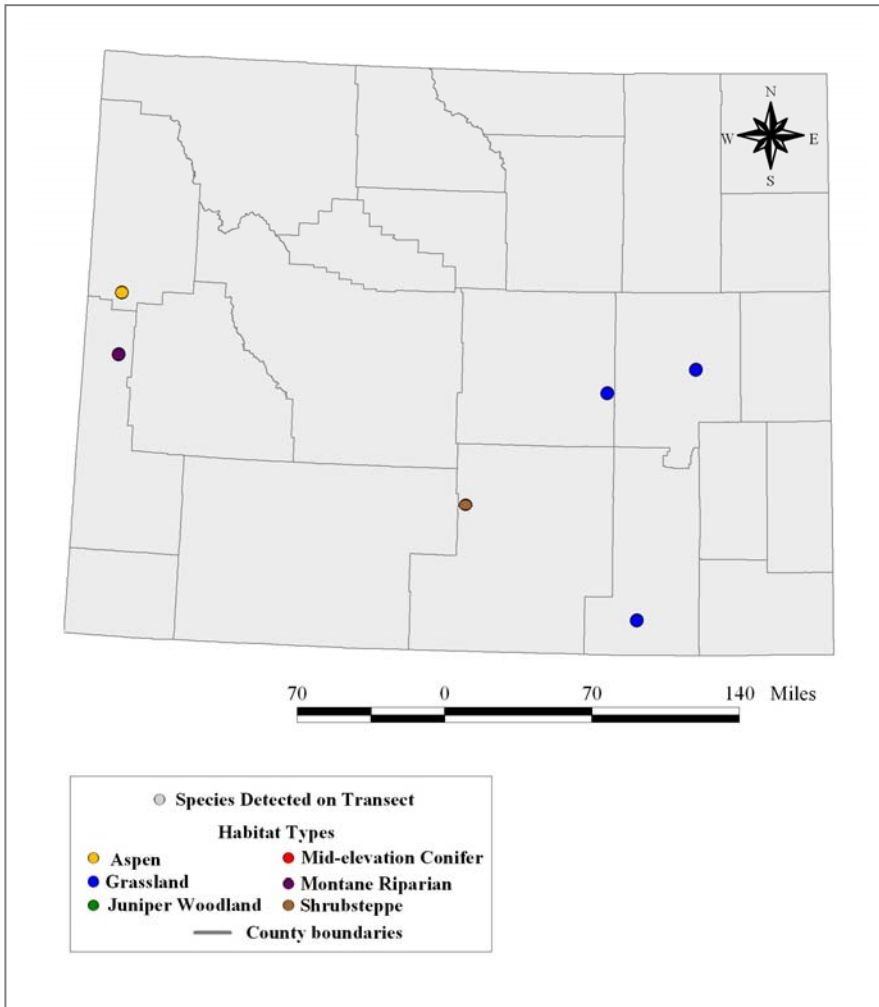 N
W E
S
70 0 70 140 Miles
Species Detected on Transect
Habitat Types
Aspen Mid-elevation Conifer
Grassland Montane Riparian
Juniper Woodland Shrubsteppe
County boundaries